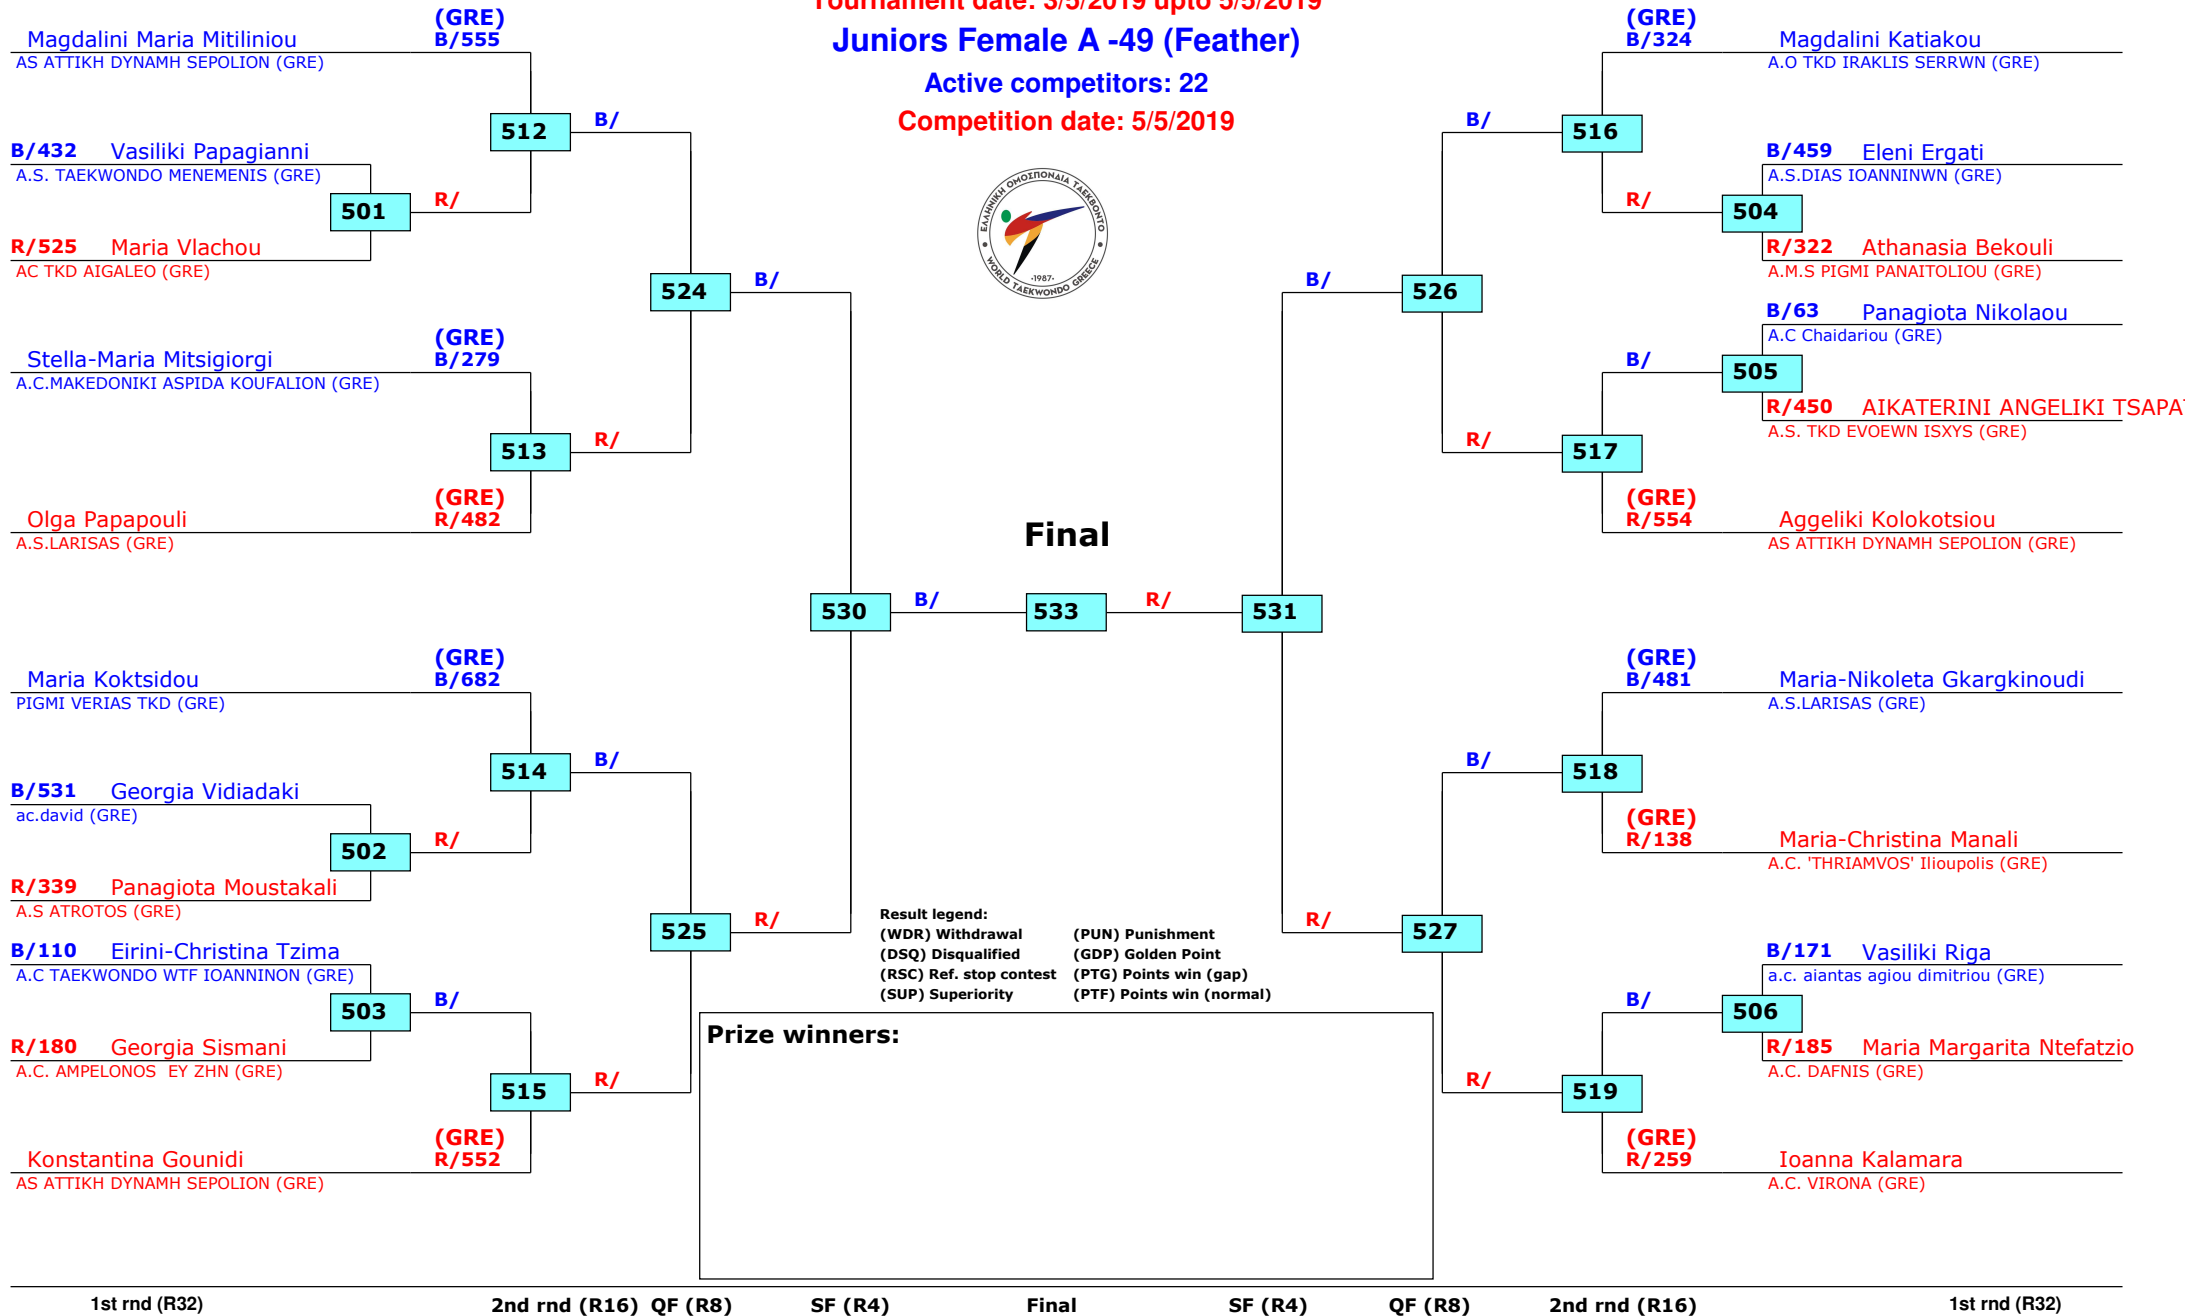 Tournament date: 3/5/2019 upto 5/5/2019
Juniors Female A -49 (Feather)
Active competitors: 22
Competition date: 5/5/2019
ΕΛΛΗΝΙΚΗ ΟΜΟΣΠΟΝΔΙΑ ΤΑΕΚΒΟΝΤΟ
·1987·
WORLD TAEKWONDO GREECE
(GRE)
Magdalini Maria Mitiliniou B/555
AS ATTIKH DYNAMH SEPOLION (GRE)
512 B/
B/432 Vasiliki Papagianni
A.S. TAEKWONDO MENEMENIS (GRE)
501 R/
R/525 Maria Vlachou
AC TKD AIGALEO (GRE)
524 B/
(GRE)
Stella-Maria Mitsigiorgi B/279
A.C.MAKEDONIKI ASPIDA KOUFALION (GRE)
513 R/
(GRE)
Olga Papapouli R/482
A.S.LARISAS (GRE)
530 B/
(GRE)
Maria Koktsidou B/682
PIGMI VERIAS TKD (GRE)
514 B/
B/531 Georgia Vidiadaki
ac.david (GRE)
502 R/
R/339 Panagiota Moustakali
A.S ATROTOS (GRE)
525 R/
B/110 Eirini-Christina Tzima
A.C TAEKWONDO WTF IOANNINON (GRE)
503 B/
R/180 Georgia Sismani
A.C. AMPELONOS  EY ZHN (GRE)
515 R/
(GRE)
Konstantina Gounidi R/552
AS ATTIKH DYNAMH SEPOLION (GRE)
Final
533
(GRE)
B/324 Magdalini Katiakou
A.O TKD IRAKLIS SERRWN (GRE)
B/ 516
B/459 Eleni Ergati
A.S.DIAS IOANNINWN (GRE)
R/ 504
R/322 Athanasia Bekouli
A.M.S PIGMI PANAITOLIOU (GRE)
B/ 526
B/63 Panagiota Nikolaou
A.C Chaidariou (GRE)
B/ 505
R/450 AIKATERINI ANGELIKI TSAPA
A.S. TKD EVOEWN ISXYS (GRE)
R/ 517
(GRE)
R/554 Aggeliki Kolokotsiou
AS ATTIKH DYNAMH SEPOLION (GRE)
R/ 531
(GRE)
B/481 Maria-Nikoleta Gkargkinoudi
A.S.LARISAS (GRE)
B/ 518
(GRE)
R/138 Maria-Christina Manali
A.C. 'THRIAMVOS' Ilioupolis (GRE)
R/ 527
B/171 Vasiliki Riga
a.c. aiantas agiou dimitriou (GRE)
B/ 506
R/185 Maria Margarita Ntefatzio
A.C. DAFNIS (GRE)
R/ 519
(GRE)
R/259 Ioanna Kalamara
A.C. VIRONA (GRE)
Result legend:
(WDR) Withdrawal (PUN) Punishment
(DSQ) Disqualified (GDP) Golden Point
(RSC) Ref. stop contest (PTG) Points win (gap)
(SUP) Superiority (PTF) Points win (normal)
Prize winners:
1st rnd (R32) 2nd rnd (R16) QF (R8) SF (R4) Final SF (R4) QF (R8) 2nd rnd (R16) 1st rnd (R32)